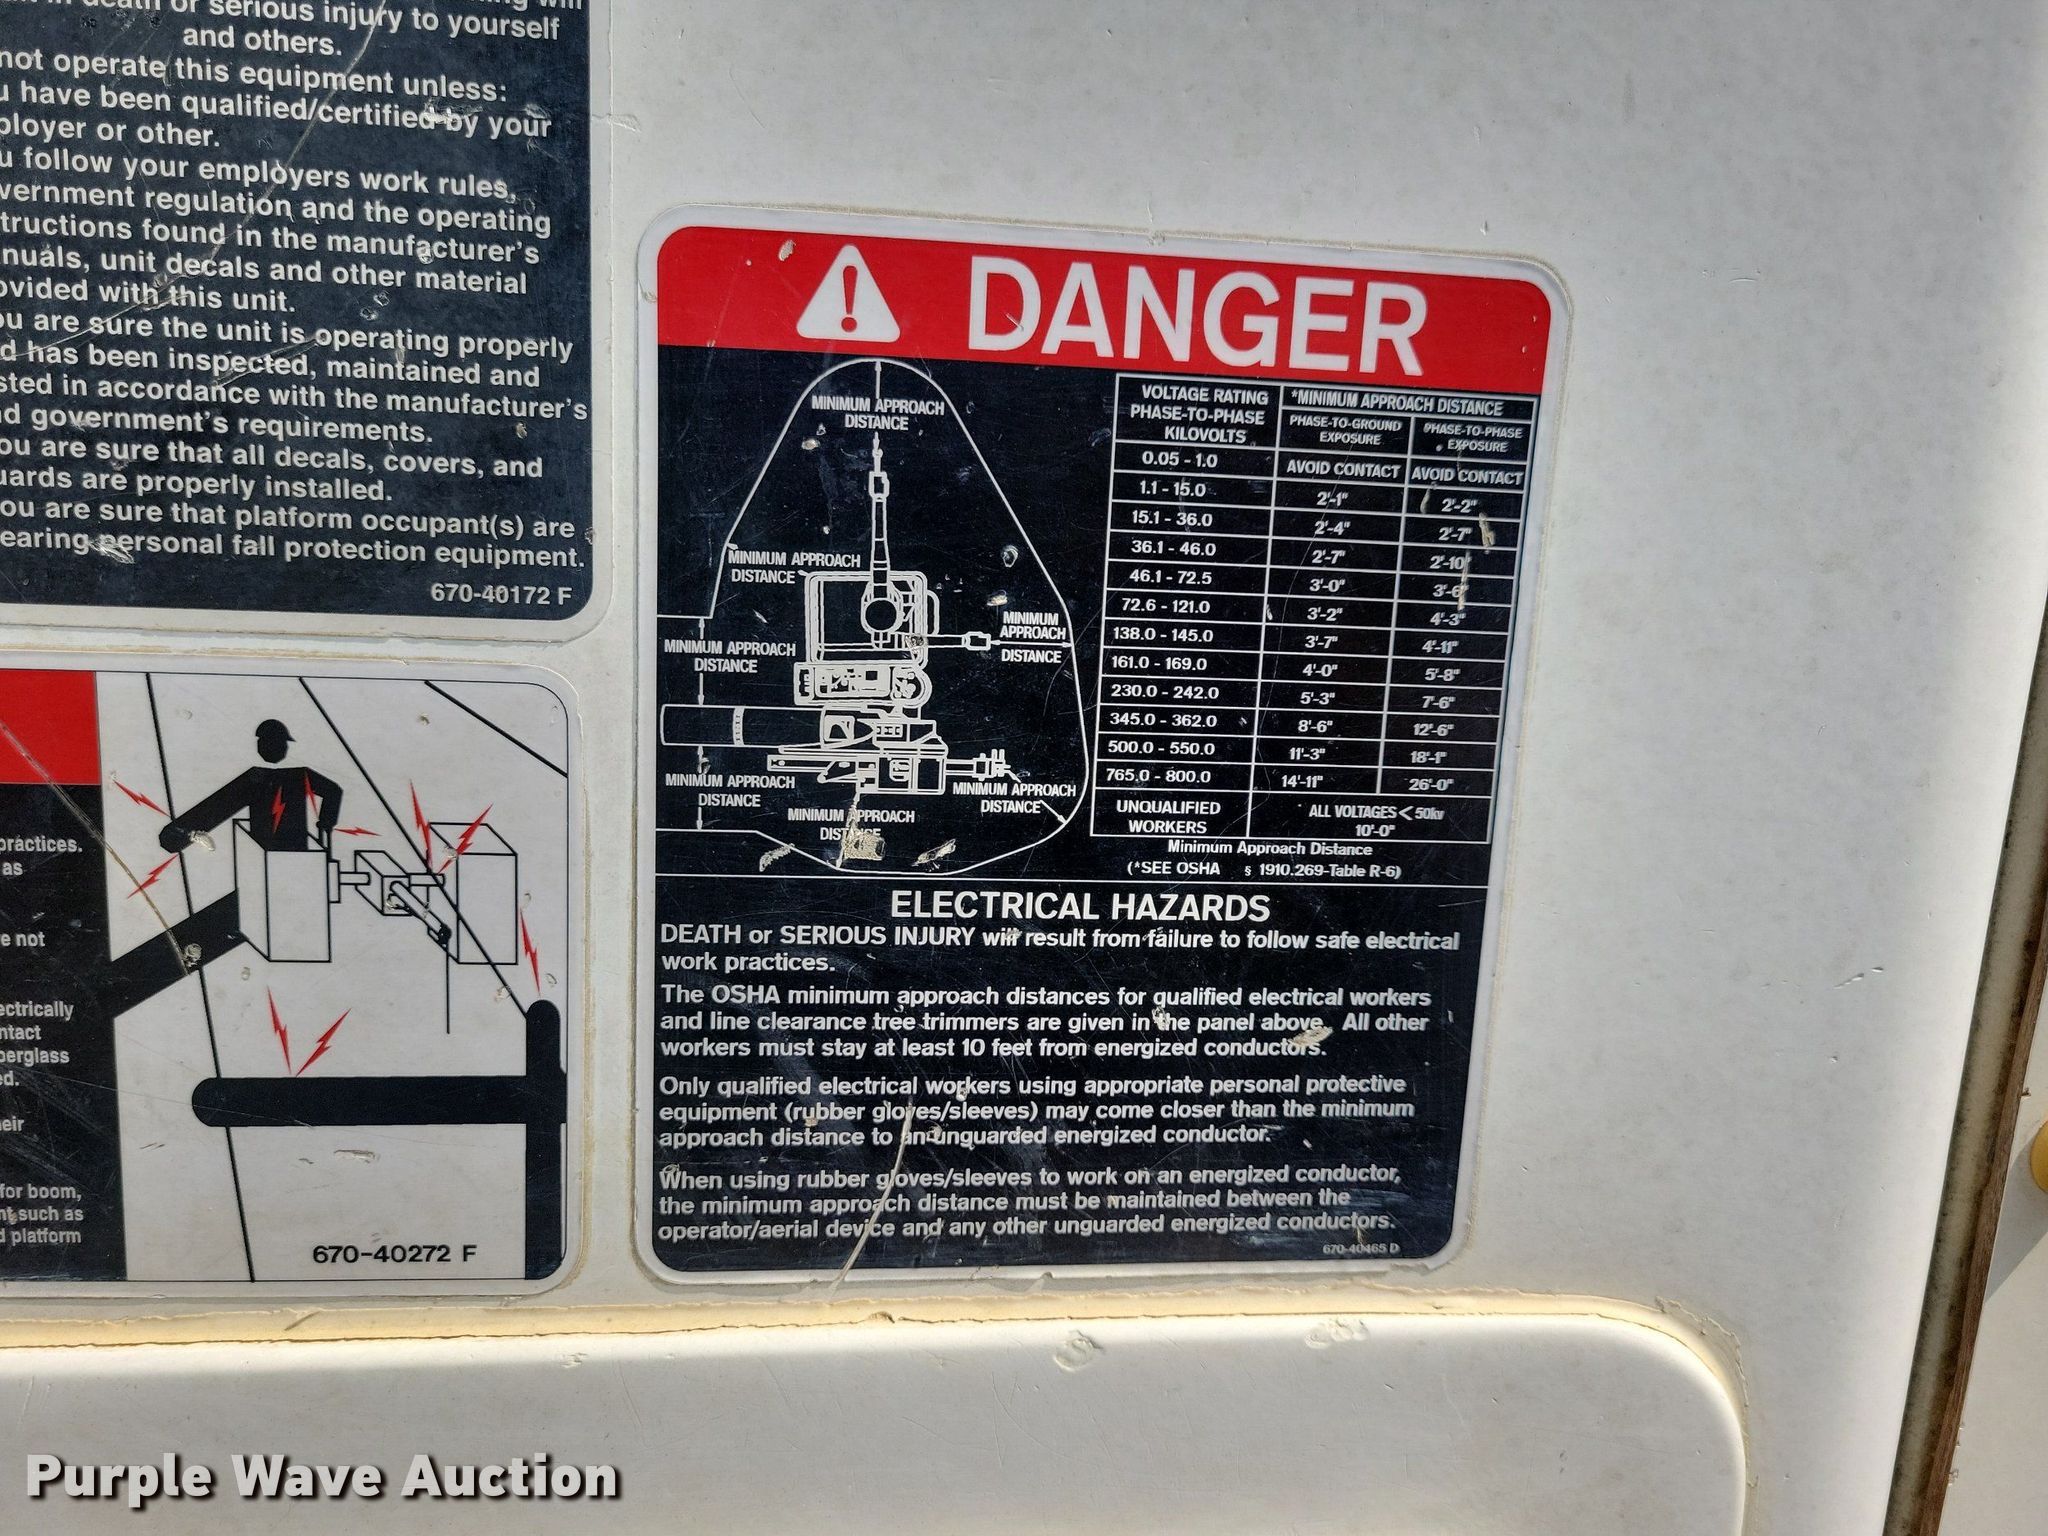 death or serious injury to yourself
and others.
not operate this equipment unless:
have been qualified/certified by your
or other.
follow your employers work rules,
regulation and the operating
found in the manufacturer's
unit decals and other material
with this unit.
are sure the unit is operating properly
has been inspected, maintained and
in accordance with the manufacturer's
government's requirements.
are sure that all decals, covers, and
are properly installed.
are sure that platform occupant(s) are
personal fall protection equipment.
670-40172 F
practices.
as
not
for boom,
such as
platform
670-40272 F
DANGER
MINIMUM APPROACH
DISTANCE
MINIMUM APPROACH
DISTANCE
MINIMUM
APPROACH
DISTANCE
MINIMUM APPROACH
DISTANCE
MINIMUM APPROACH
DISTANCE
MINIMUM APPROACH
DISTANCE
MINIMUM APPROACH
DISTANCE
VOLTAGE RATING
PHASE-TO-PHASE
KILOVOLTS
*MINIMUM APPROACH DISTANCE
PHASE-TO-GROUND
EXPOSURE
PHASE-TO-PHASE
EXPOSURE
0.05 - 1.0 AVOID CONTACT AVOID CONTACT
1.1 - 15.0 2'-1" 2'-2"
15.1 - 36.0 2'-4" 2'-7"
36.1 - 46.0 2'-7" 2'-10"
46.1 - 72.5 3'-0" 3'-6"
72.6 - 121.0 3'-2" 4'-3"
138.0 - 145.0 3'-7" 4'-11"
161.0 - 169.0 4'-0" 5'-8"
230.0 - 242.0 5'-3" 7'-6"
345.0 - 362.0 8'-6" 12'-6"
500.0 - 550.0 11'-3" 18'-1"
765.0 - 800.0 14'-11" 26'-0"
UNQUALIFIED
WORKERS
ALL VOLTAGES < 50kv
10'-0"
Minimum Approach Distance
(*SEE OSHA § 1910.269-Table R-6)
ELECTRICAL HAZARDS
DEATH or SERIOUS INJURY will result from failure to follow safe electrical
work practices.
The OSHA minimum approach distances for qualified electrical workers
and line clearance tree trimmers are given in the panel above. All other
workers must stay at least 10 feet from energized conductors.
Only qualified electrical workers using appropriate personal protective
equipment (rubber gloves/sleeves) may come closer than the minimum
approach distance to an unguarded energized conductor.
When using rubber gloves/sleeves to work on an energized conductor,
the minimum approach distance must be maintained between the
operator/aerial device and any other unguarded energized conductors.
670-40465 D
Purple Wave Auction